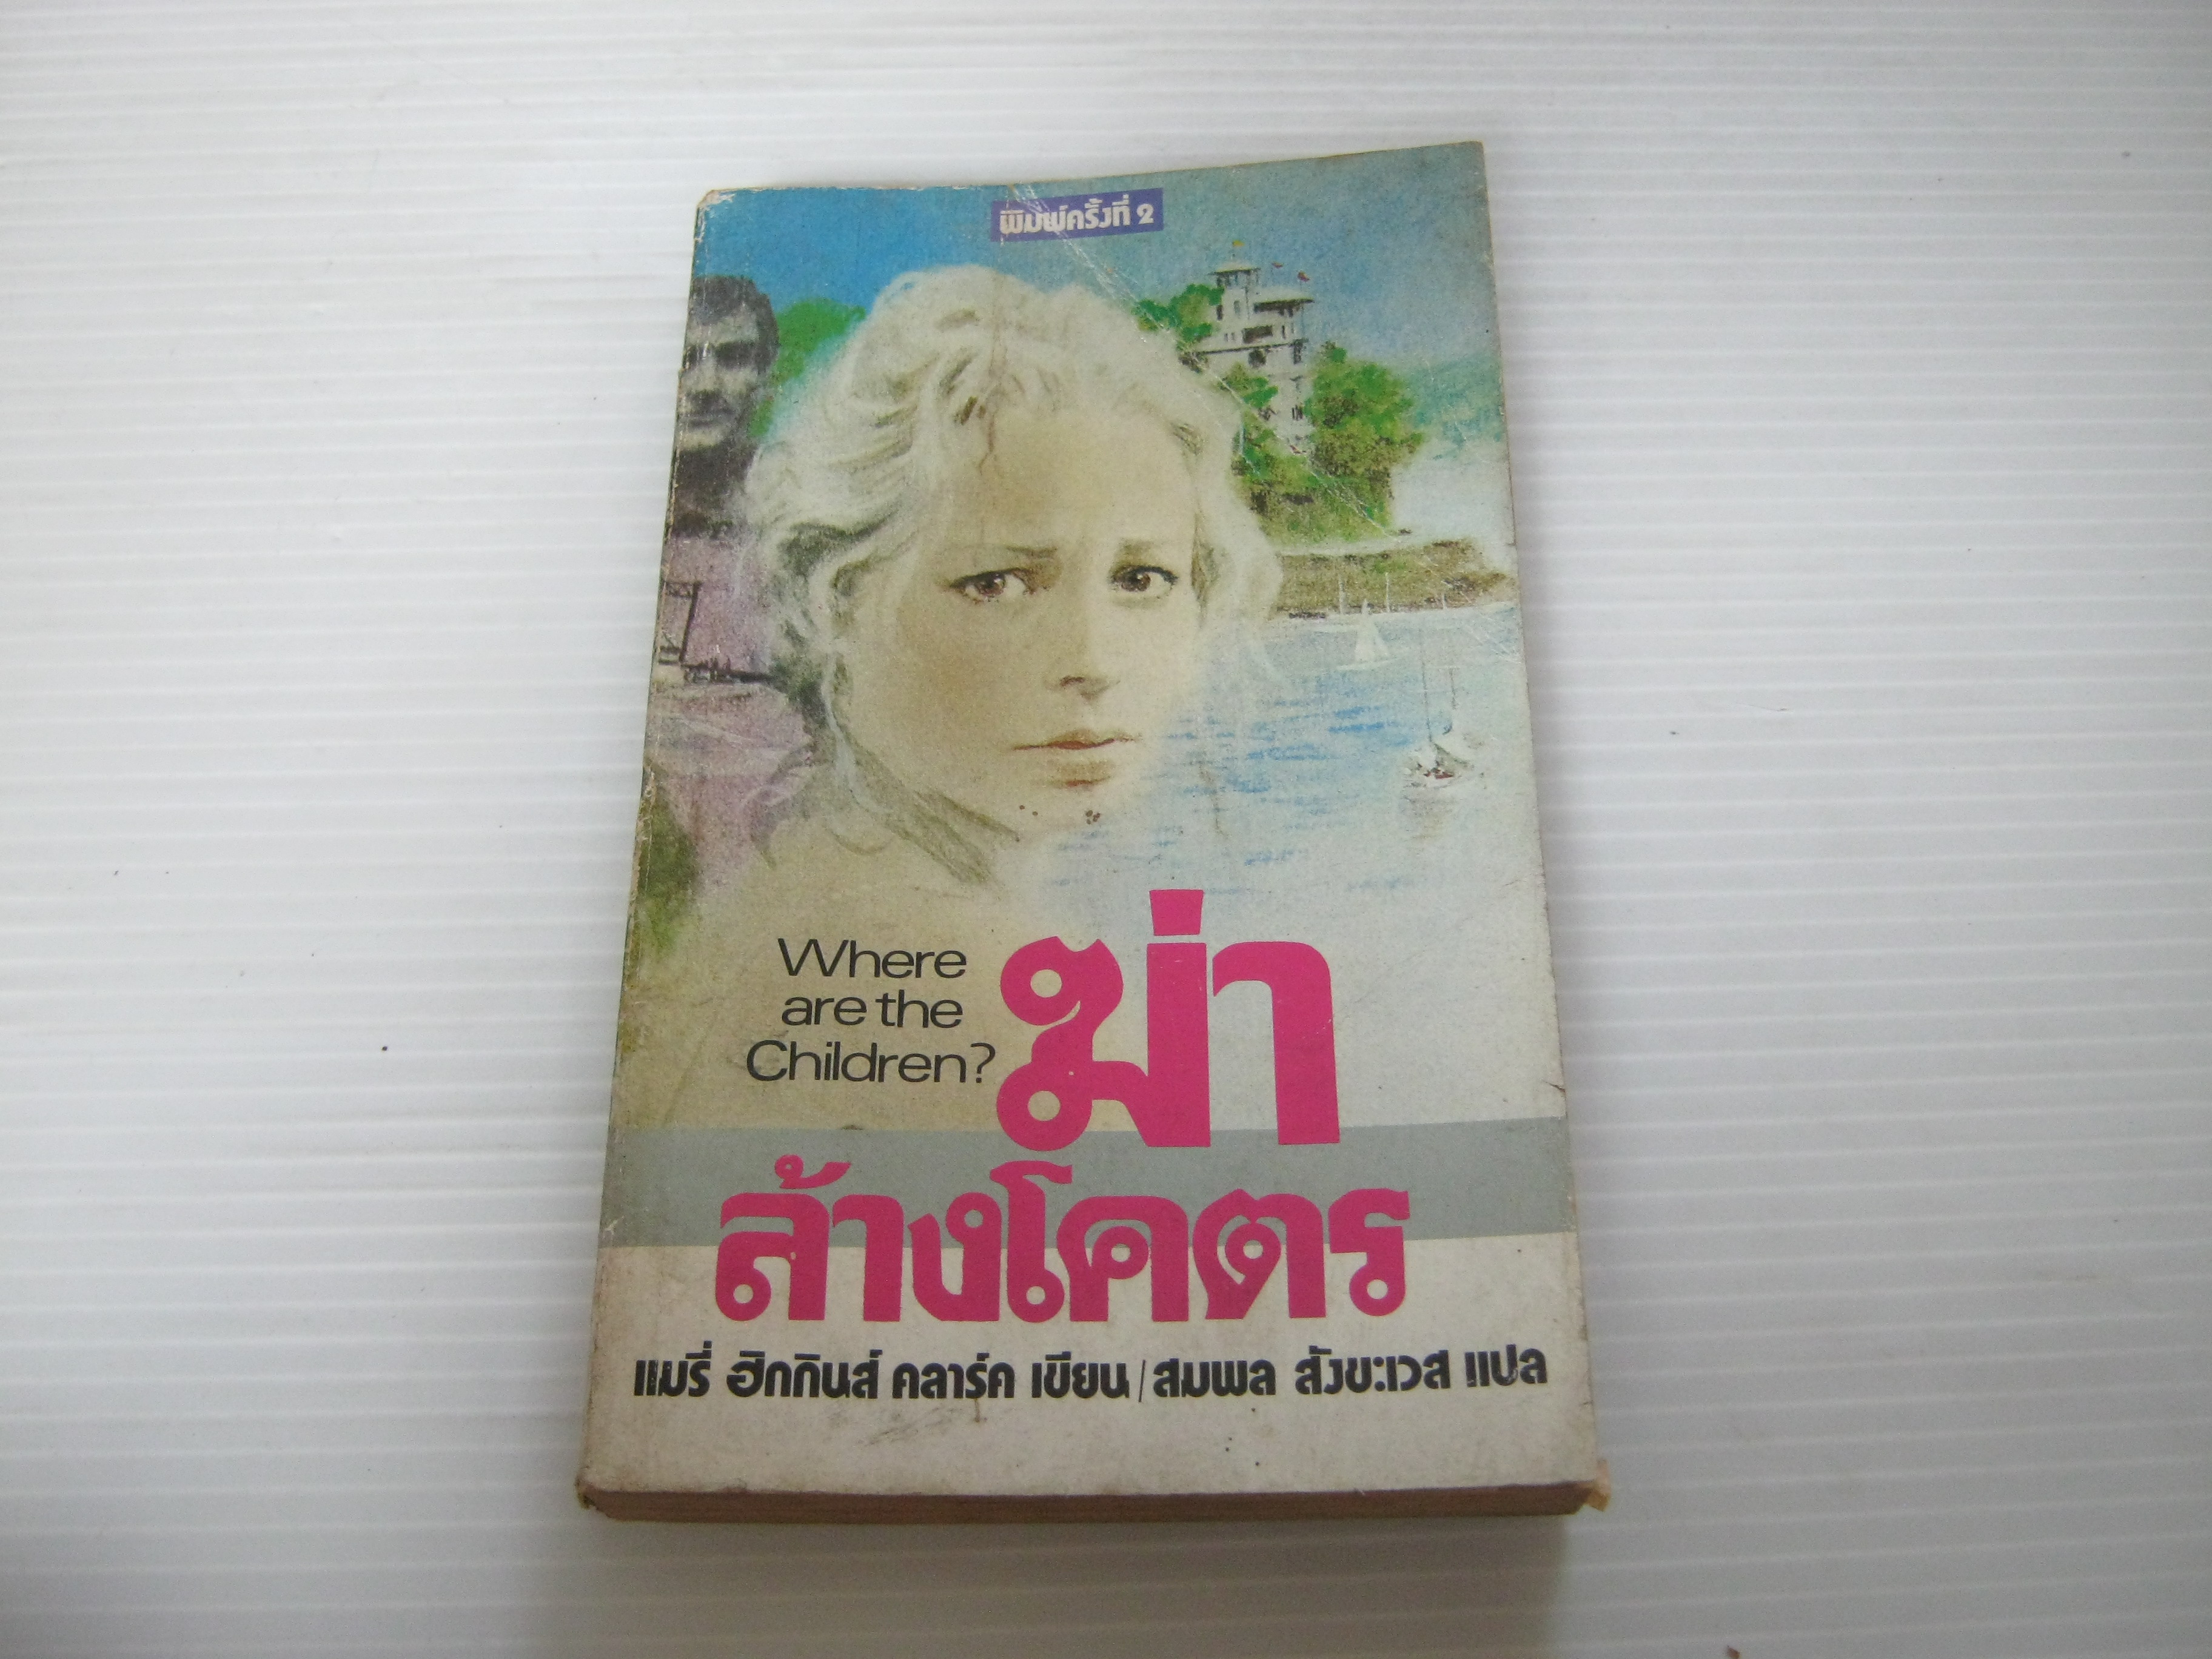 พิมพ์ครั้งที่ 2
Where
are the
Children?
ฆ่า
ล้างโคตร
แมรี่ ฮิกกินส์ คลาร์ค เขียน/สมพล สังขะเวส แปล